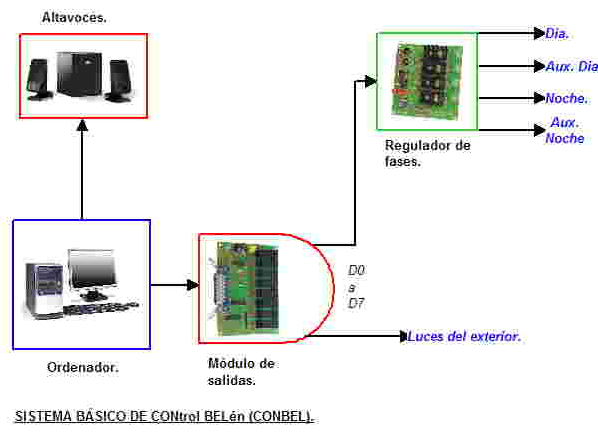 Altavoces.
Dia.
Aux. Dia
Noche.
Aux.
Noche
Regulador de
fases.
D0
a
D7
Luces del exterior.
Ordenador.
Módulo de
salidas.
SISTEMA BÁSICO DE CONtrol BELén (CONBEL).